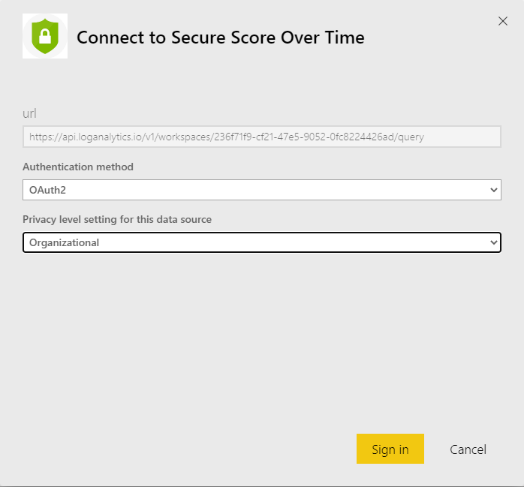 Connect to Secure Score Over Time
url
https://api.loganalytics.io/v1/workspaces/236f71f9-cf21-47e5-9052-0fc8224426ad/query
Authentication method
OAuth2
Privacy level setting for this data source
Organizational
Sign in
Cancel